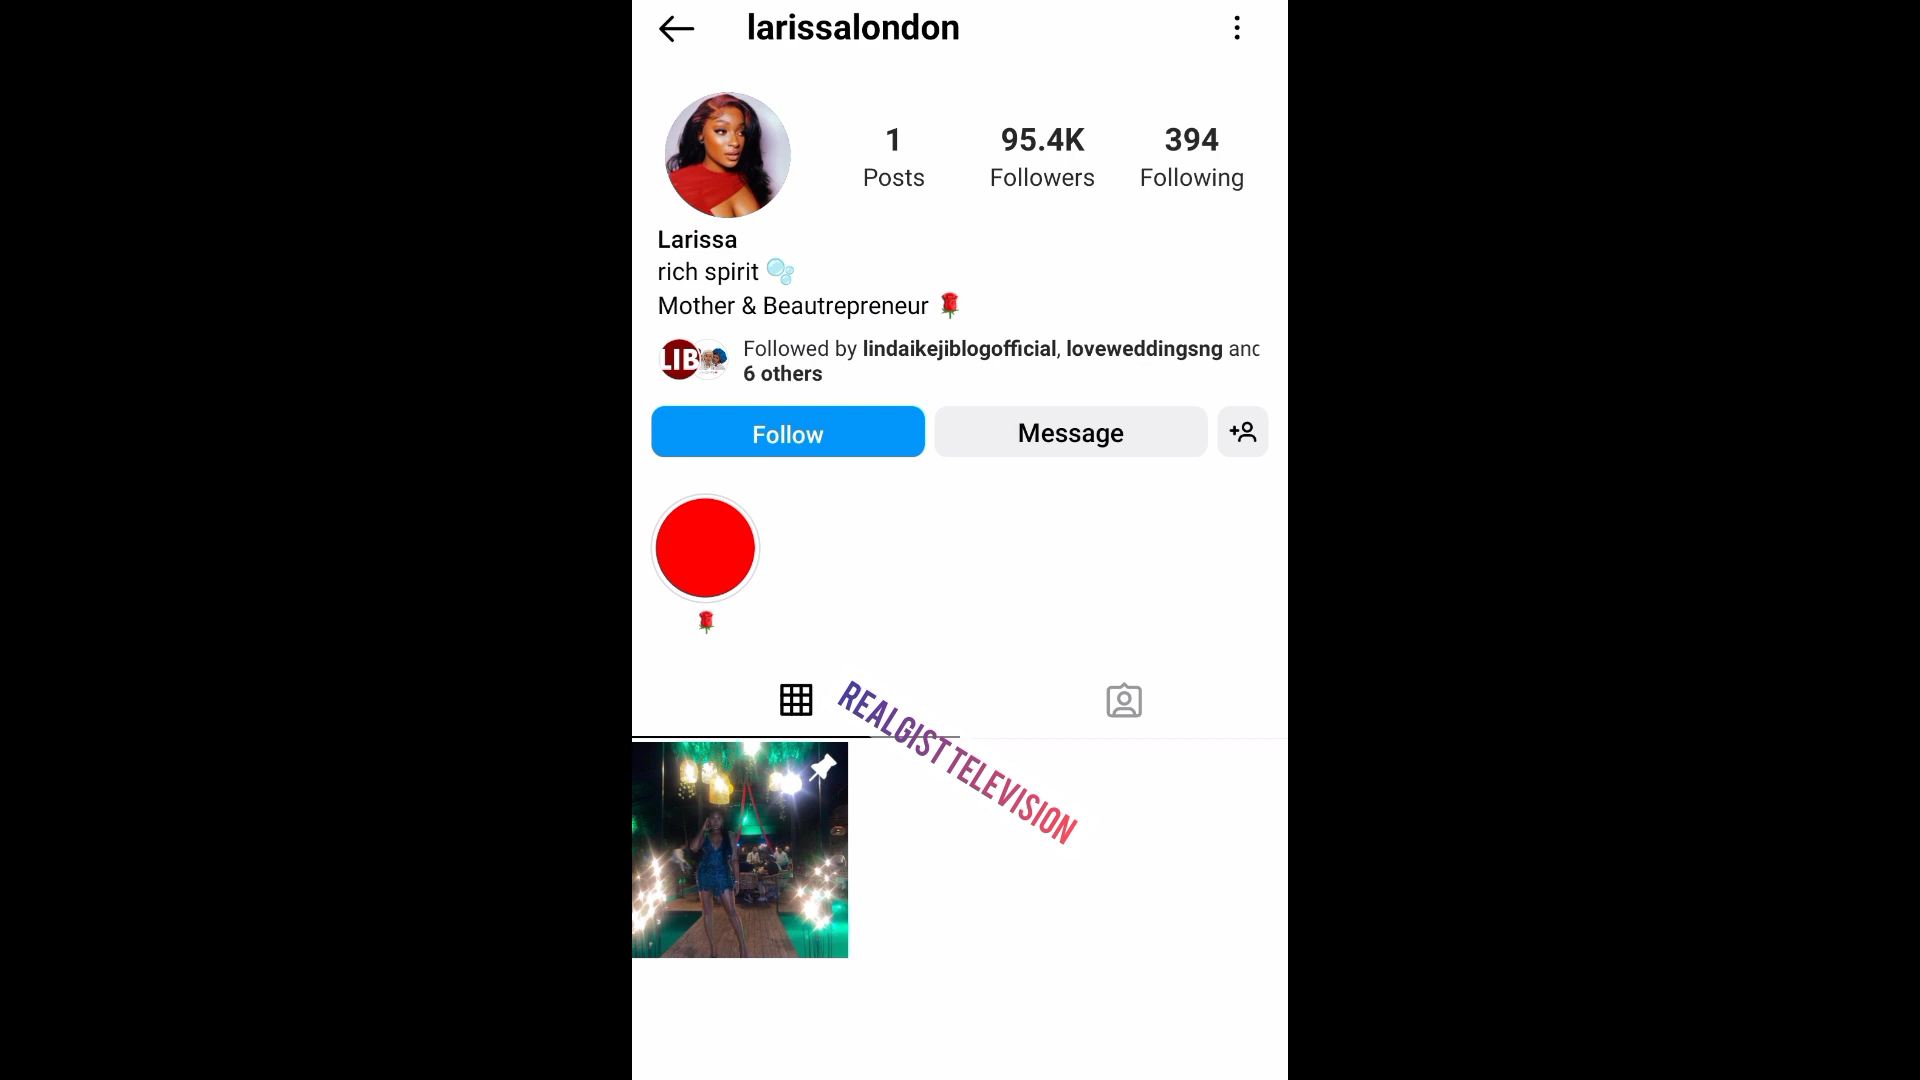 larissalondon
1
Posts
95.4K
Followers
394
Following
Larissa
rich spirit 🫧
Mother & Beautrepreneur 🌹
LIB
Followed by lindaikejiblogofficial, loveweddingsng and
6 others
Follow
Message
🌹
REALGIST TELEVISION